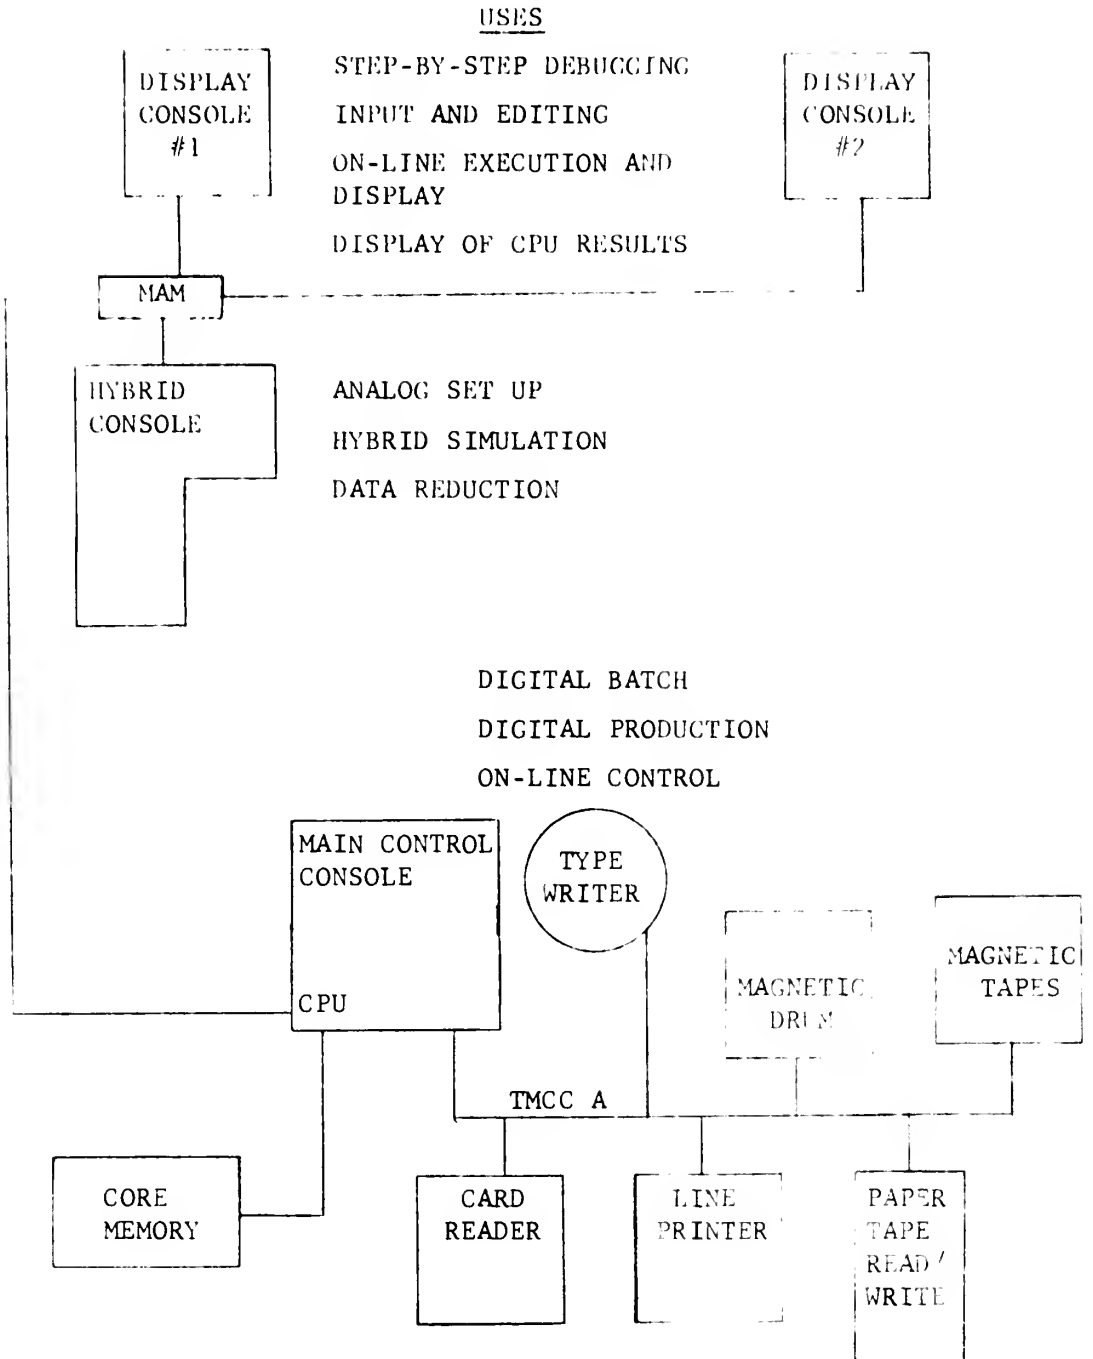 USES
DISPLAY
CONSOLE
#1
STEP-BY-STEP DEBUGGING
INPUT AND EDITING
ON-LINE EXECUTION AND
DISPLAY
DISPLAY OF CPU RESULTS
DISPLAY
CONSOLE
#2
MAM
HYBRID
CONSOLE
ANALOG SET UP
HYBRID SIMULATION
DATA REDUCTION
DIGITAL BATCH
DIGITAL PRODUCTION
ON-LINE CONTROL
MAIN CONTROL
CONSOLE
CPU
TYPE
WRITER
MAGNETIC
DRUM
MAGNETIC
TAPES
TMCC A
CORE
MEMORY
CARD
READER
LINE
PRINTER
PAPER
TAPE
READ/
WRITE